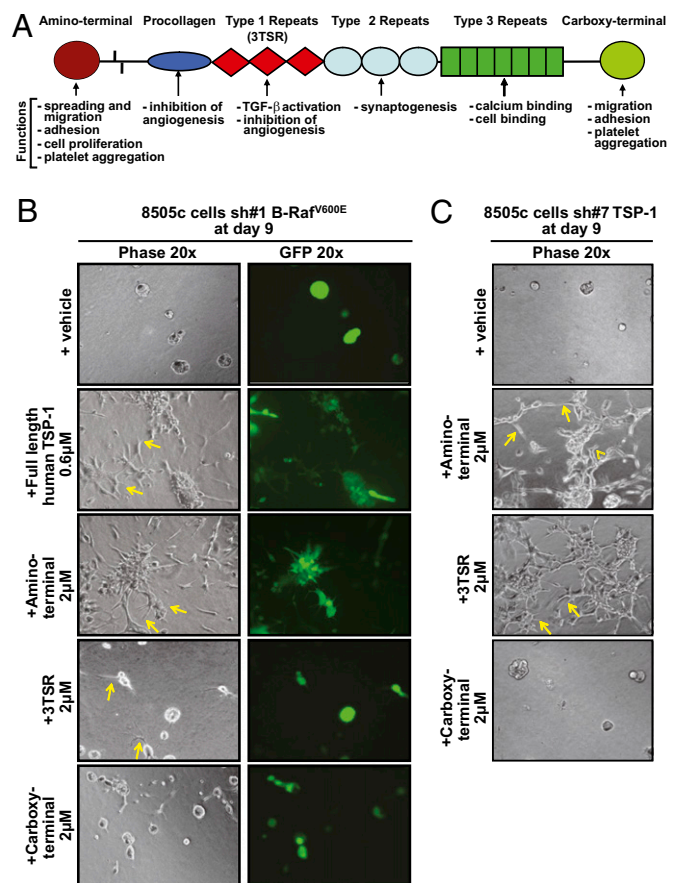 A
Amino-terminal
Procollagen
Type 1 Repeats
(3TSR)
Type 2 Repeats
Type 3 Repeats
Carboxy-terminal
Functions
- spreading and
migration
- adhesion
- cell proliferation
- platelet aggregation
- inhibition of
angiogenesis
-TGF-β activation
- inhibition of
angiogenesis
- synaptogenesis
- calcium binding
- cell binding
- migration
- adhesion
- platelet
aggregation
B
8505c cells sh#1 B-RafV600E
at day 9
Phase 20x
GFP 20x
+ vehicle
+Full length
human TSP-1
0.6µM
+Amino-
terminal
2µM
+3TSR
2µM
+Carboxy-
terminal
2µM
C
8505c cells sh#7 TSP-1
at day 9
Phase 20x
+ vehicle
+Amino-
terminal
2µM
+3TSR
2µM
+Carboxy-
terminal
2µM